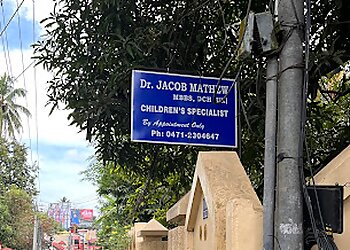 Dr. JACOB MATHEW
MBBS, DCH
CHILDREN'S SPECIALIST
By Appointment Only
Ph: 0471-2304647